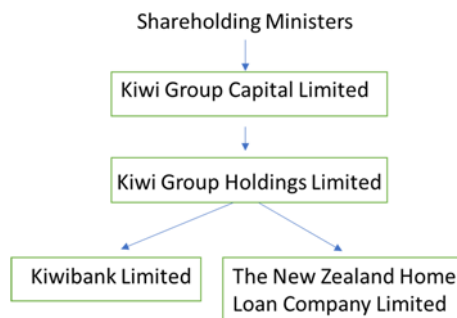 Shareholding Ministers
Kiwi Group Capital Limited
Kiwi Group Holdings Limited
Kiwibank Limited
The New Zealand Home
Loan Company Limited